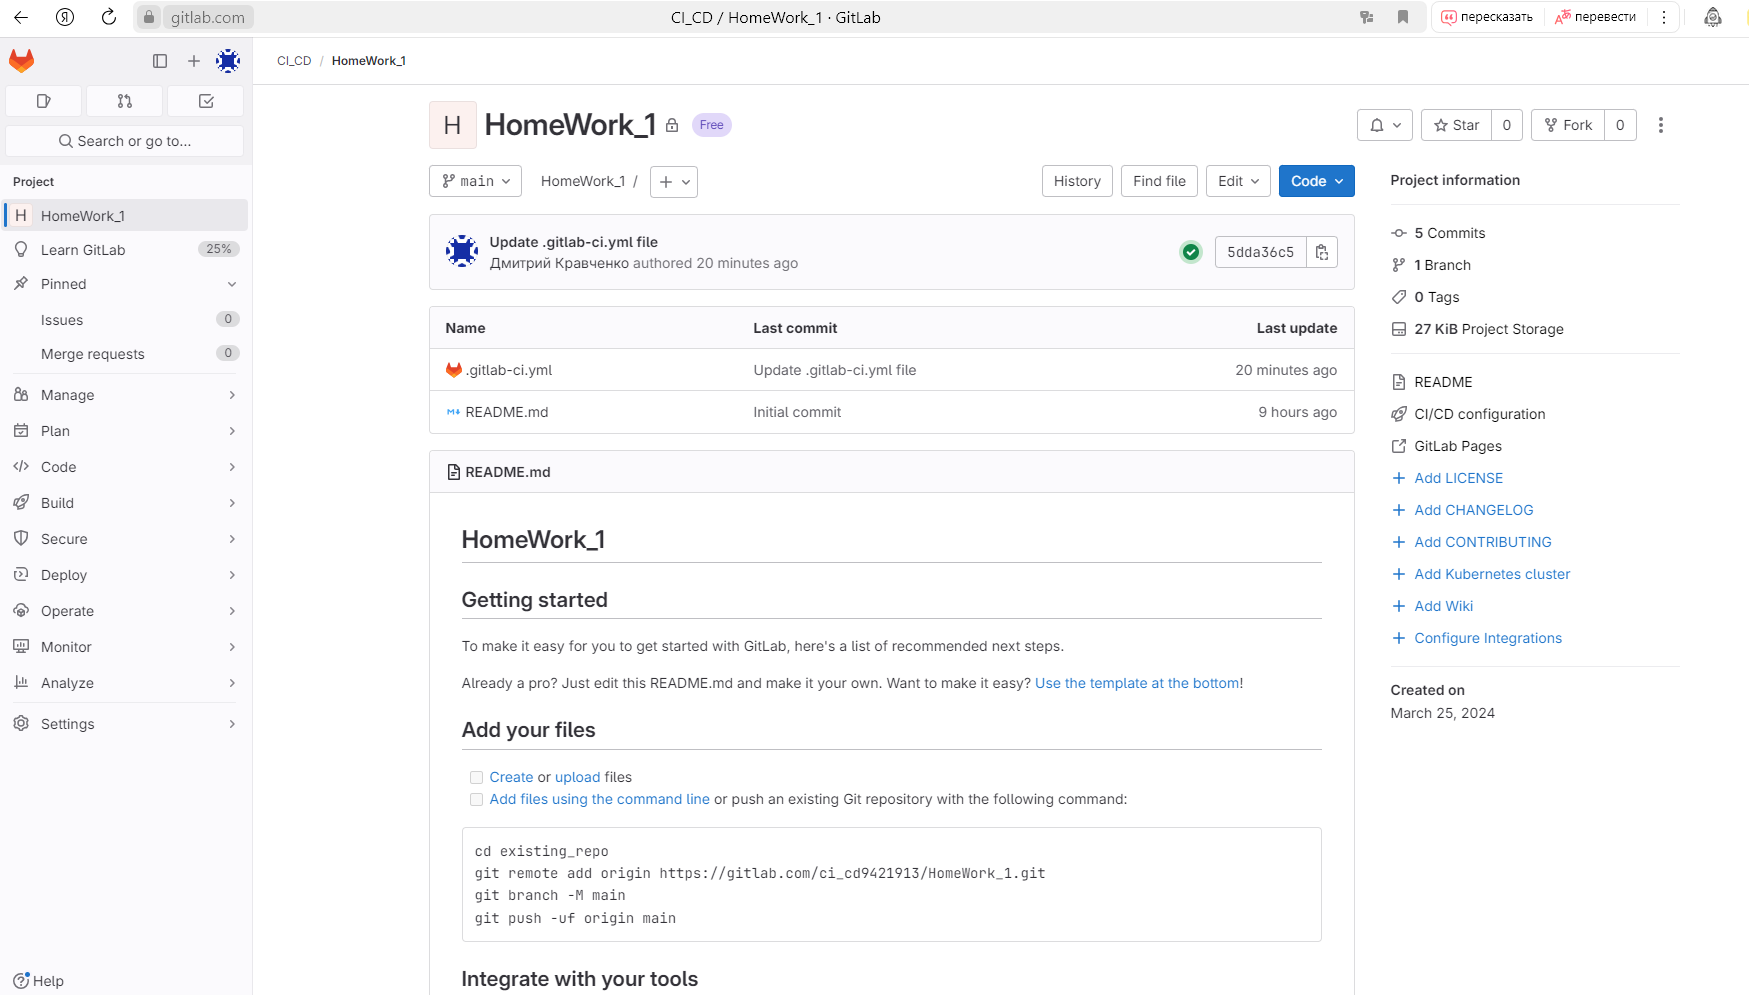 gitlab.com
CI_CD / HomeWork_1 · GitLab
пересказать
перевести
CI_CD / HomeWork_1
Search or go to...
Project
H HomeWork_1
Learn GitLab 25%
Pinned
Issues 0
Merge requests 0
Manage
Plan
Code
Build
Secure
Deploy
Operate
Monitor
Analyze
Settings
Help
H HomeWork_1 Free
Star 0
Fork 0
main HomeWork_1 /
History Find file Edit Code
Update .gitlab-ci.yml file
Дмитрий Кравченко authored 20 minutes ago
5dda36c5
Name Last commit Last update
.gitlab-ci.yml Update .gitlab-ci.yml file 20 minutes ago
README.md Initial commit 9 hours ago
README.md
HomeWork_1
Getting started
To make it easy for you to get started with GitLab, here's a list of recommended next steps.
Already a pro? Just edit this README.md and make it your own. Want to make it easy? Use the template at the bottom!
Add your files
Create or upload files
Add files using the command line or push an existing Git repository with the following command:
cd existing_repo
git remote add origin https://gitlab.com/ci_cd9421913/HomeWork_1.git
git branch -M main
git push -uf origin main
Integrate with your tools
Project information
5 Commits
1 Branch
0 Tags
27 KiB Project Storage
README
CI/CD configuration
GitLab Pages
Add LICENSE
Add CHANGELOG
Add CONTRIBUTING
Add Kubernetes cluster
Add Wiki
Configure Integrations
Created on
March 25, 2024